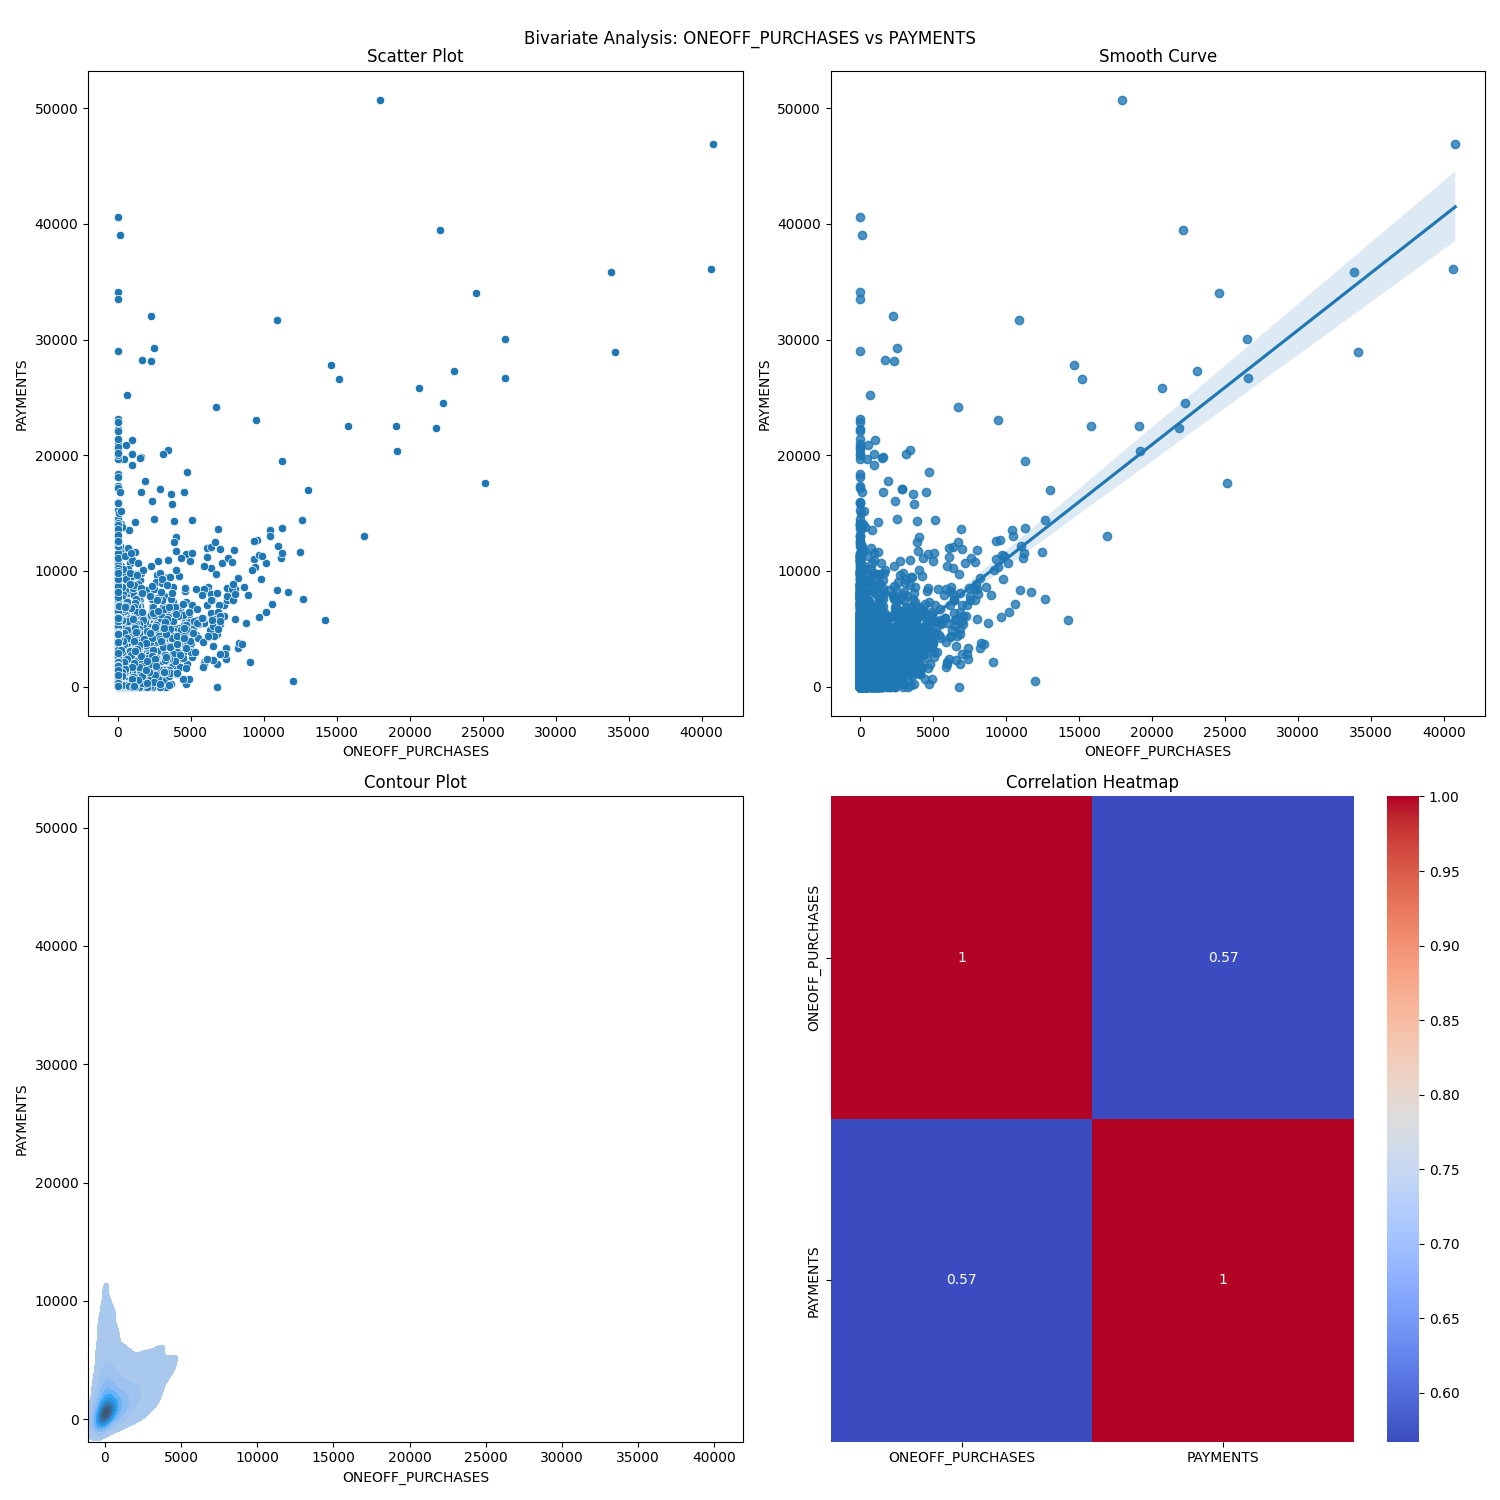 Bivariate Analysis: ONEOFF_PURCHASES vs PAYMENTS
Scatter Plot
50000
40000
30000
20000
10000
0
PAYMENTS
0 5000 10000 15000 20000 25000 30000 35000 40000
ONEOFF_PURCHASES
Smooth Curve
50000
40000
30000
20000
10000
0
PAYMENTS
0 5000 10000 15000 20000 25000 30000 35000 40000
ONEOFF_PURCHASES
Contour Plot
50000
40000
30000
20000
10000
0
PAYMENTS
0 5000 10000 15000 20000 25000 30000 35000 40000
ONEOFF_PURCHASES
Correlation Heatmap
ONEOFF_PURCHASES
1 0.57
PAYMENTS
0.57 1
ONEOFF_PURCHASES PAYMENTS
1.00
0.95
0.90
0.85
0.80
0.75
0.70
0.65
0.60